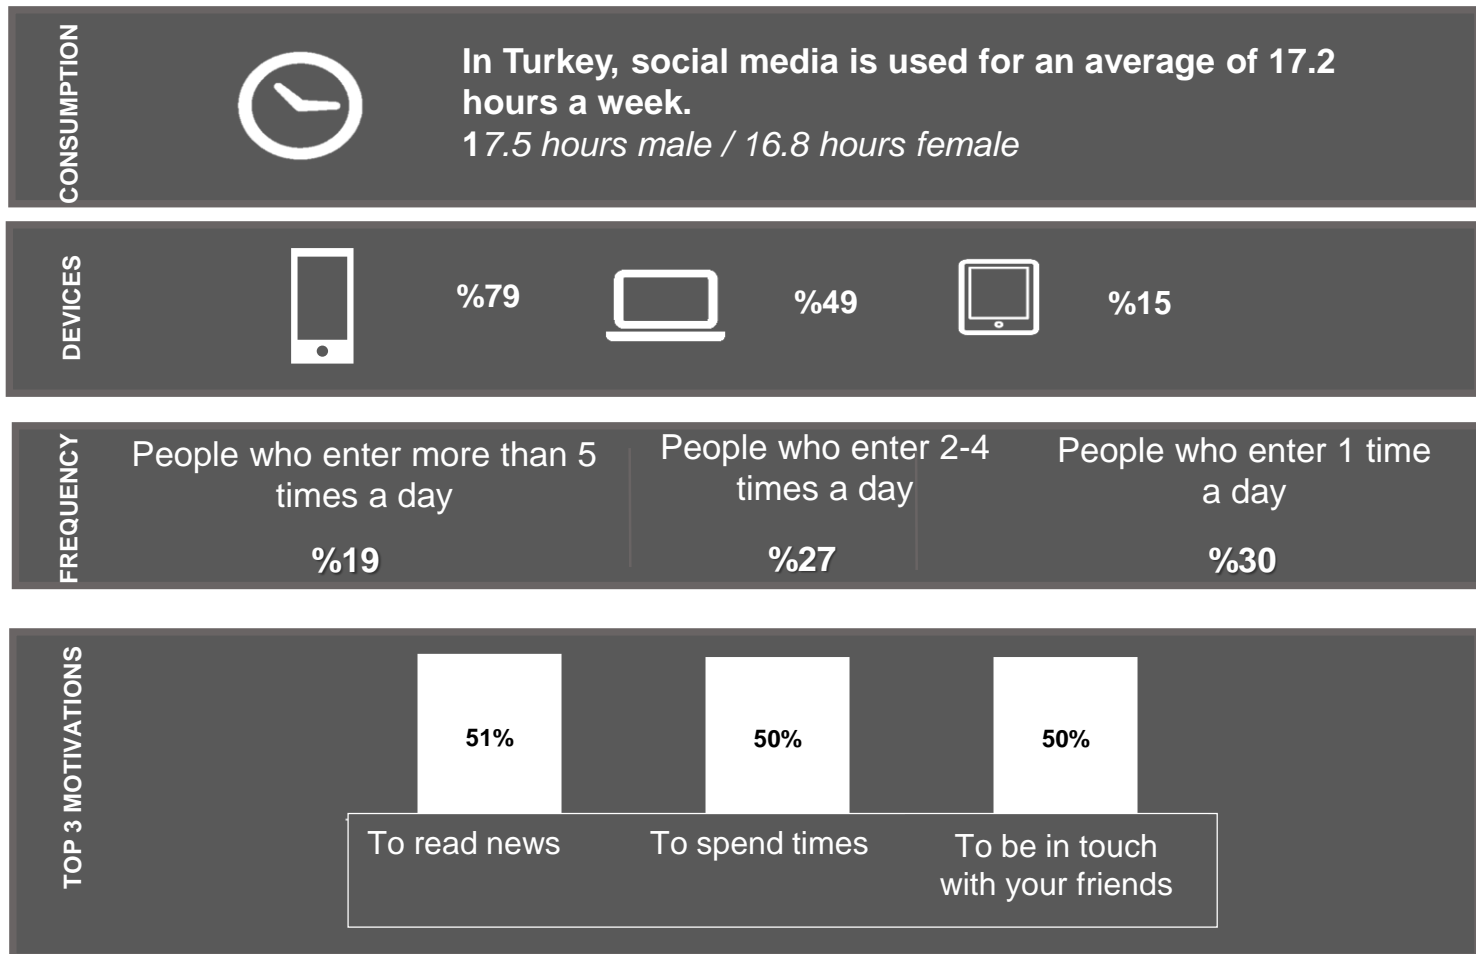 CONSUMPTION
In Turkey, social media is used for an average of 17.2
hours a week.
17.5 hours male / 16.8 hours female
DEVICES
%79
%49
%15
FREQUENCY
People who enter more than 5
times a day
%19
People who enter 2-4
times a day
%27
People who enter 1 time
a day
%30
TOP 3 MOTIVATIONS
51%
50%
50%
To read news
To spend times
To be in touch
with your friends